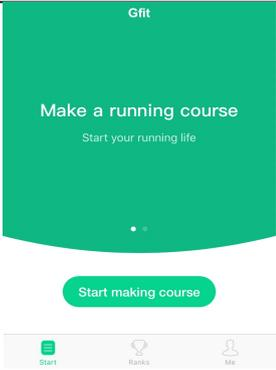 Gfit
Make a running course
Start your running life
Start making course
Start
Ranks
Me